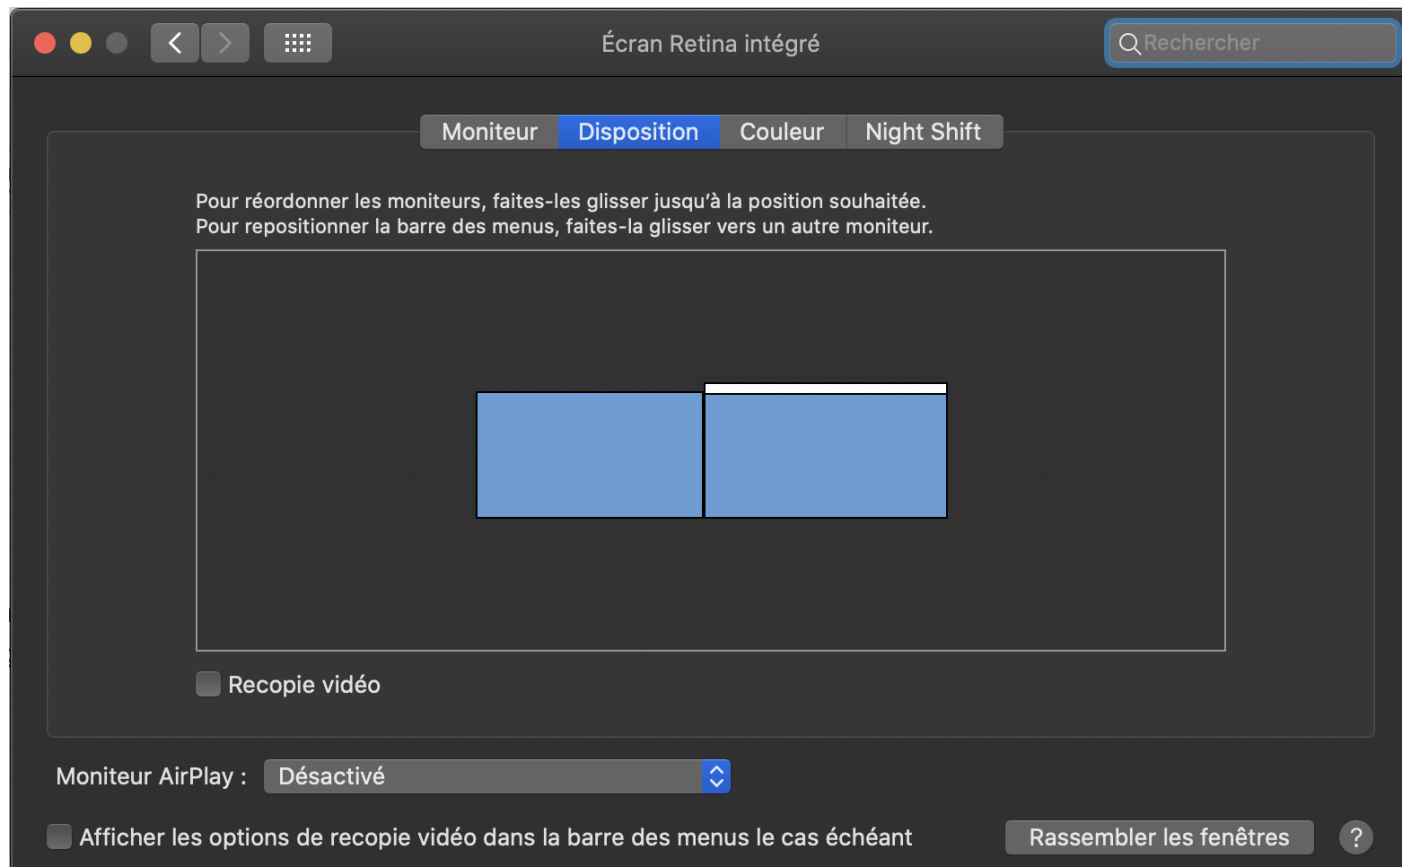 Écran Retina intégré
Rechercher
Moniteur
Disposition
Couleur
Night Shift
Pour réordonner les moniteurs, faites-les glisser jusqu’à la position souhaitée.
Pour repositionner la barre des menus, faites-la glisser vers un autre moniteur.
Recopie vidéo
Moniteur AirPlay : Désactivé
Afficher les options de recopie vidéo dans la barre des menus le cas échéant
Rassembler les fenêtres
?